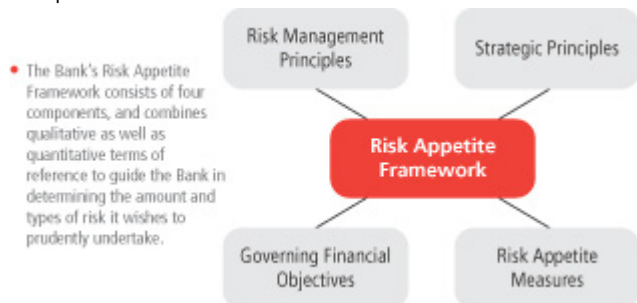 Risk Management
Principles
Strategic Principles
• The Bank's Risk Appetite
Framework consists of four
components, and combines
qualitative as well as
quantitative terms of
reference to guide the Bank in
determining the amount and
types of risk it wishes to
prudently undertake.
Risk Appetite
Framework
Governing Financial
Objectives
Risk Appetite
Measures